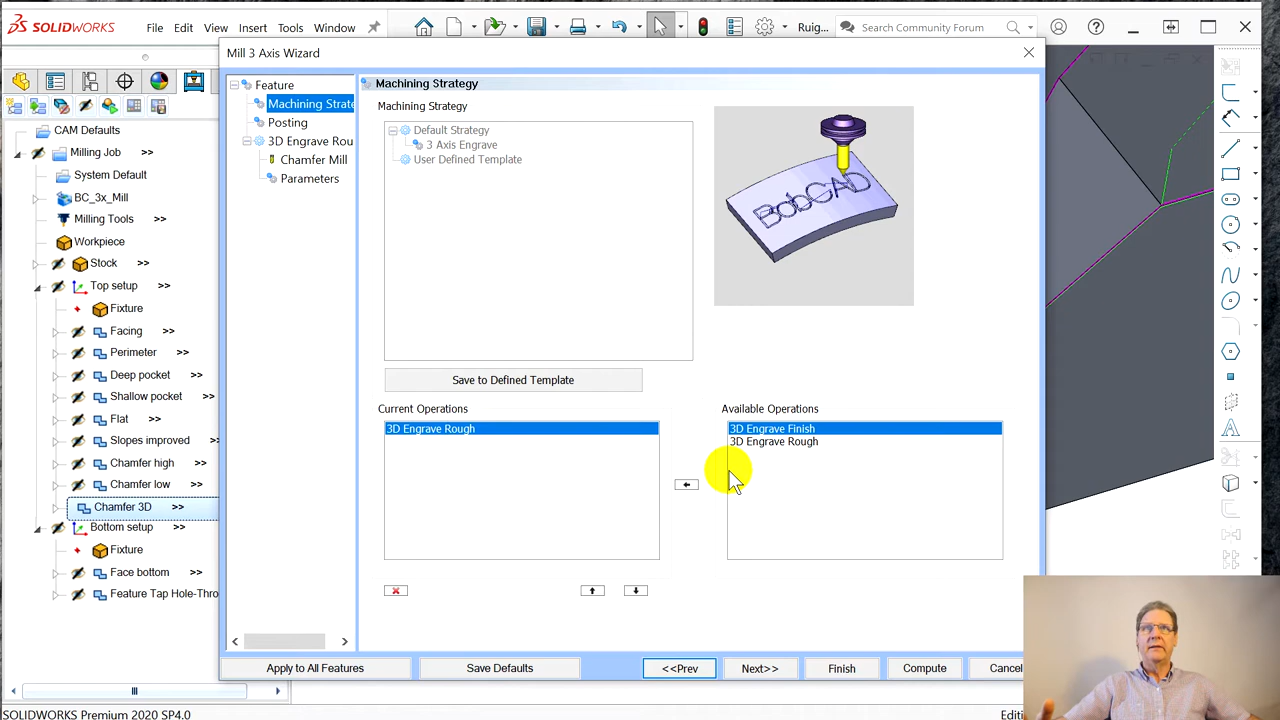 SOLIDWORKS File Edit View Insert Tools Window Ruig... Search Community Forum
Mill 3 Axis Wizard
CAM Defaults
Milling Job >>
System Default
BC_3x_Mill
Milling Tools >>
Workpiece
Stock >>
Top setup >>
Fixture
Facing >>
Perimeter >>
Deep pocket >>
Shallow pocket >>
Flat >>
Slopes improved >>
Chamfer high >>
Chamfer low >>
Chamfer 3D >>
Bottom setup >>
Fixture
Face bottom >>
Feature Tap Hole-Thro
Feature
Machining Strate
Posting
3D Engrave Rou
Chamfer Mill
Parameters
Machining Strategy
Machining Strategy
Default Strategy
3 Axis Engrave
User Defined Template
BobCAD
Save to Defined Template
Current Operations
3D Engrave Rough
Available Operations
3D Engrave Finish
3D Engrave Rough
Apply to All Features Save Defaults <<Prev Next>> Finish Compute Cancel
SOLIDWORKS Premium 2020 SP4.0
Editi